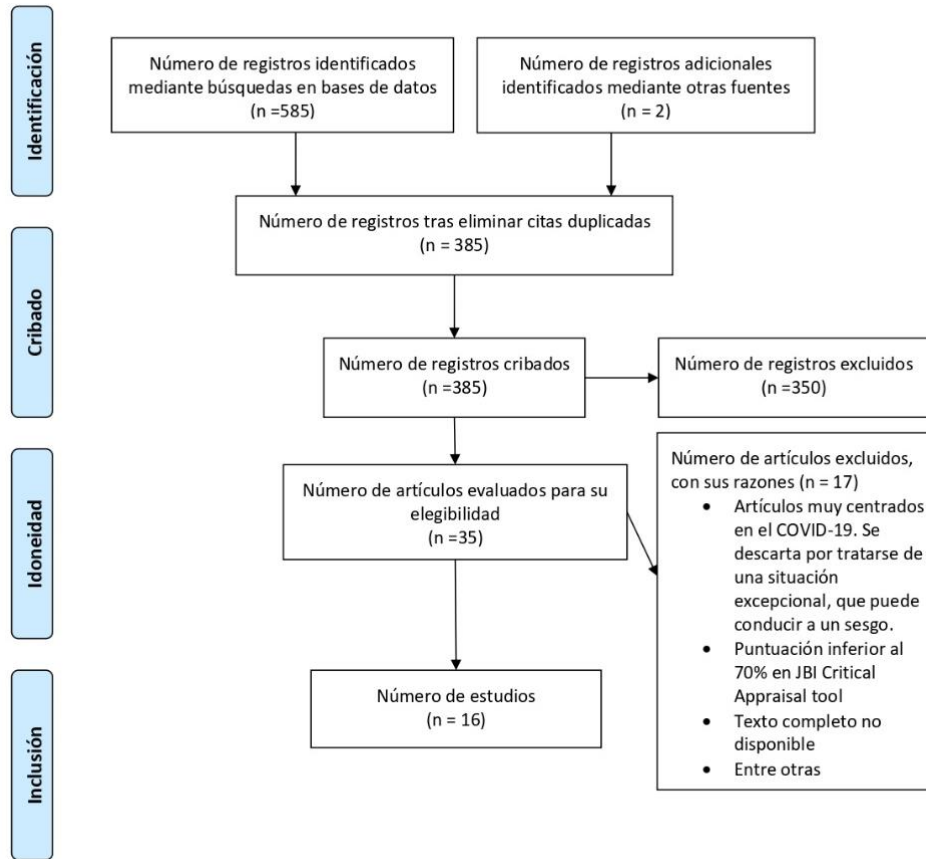 Identificación
Número de registros identificados
mediante búsquedas en bases de datos
(n =585)
Número de registros adicionales
identificados mediante otras fuentes
(n = 2)
Número de registros tras eliminar citas duplicadas
(n = 385)
Cribado
Número de registros cribados
(n =385)
Número de registros excluidos
(n =350)
Idoneidad
Número de artículos evaluados para su
elegibilidad
(n =35)
Número de artículos excluidos,
con sus razones (n = 17)
• Artículos muy centrados
en el COVID-19. Se
descarta por tratarse de
una situación
excepcional, que puede
conducir a un sesgo.
• Puntuación inferior al
70% en JBI Critical
Appraisal tool
• Texto completo no
disponible
• Entre otras
Inclusión
Número de estudios
(n = 16)